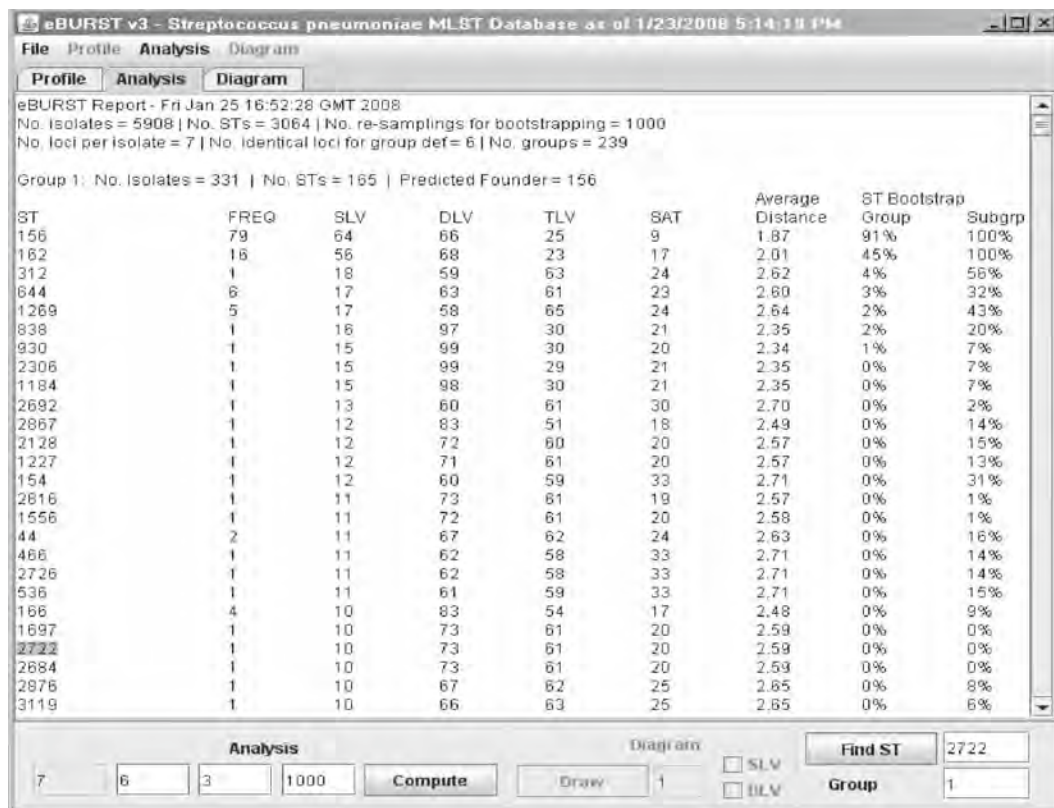 eBURST v3 - Streptococcus pneumoniae MLST Database as of 1/23/2008 5:14:19 PM
File Profile Analysis Diagram
Profile Analysis Diagram
eBURST Report - Fri Jan 25 16:52:28 GMT 2008
No. isolates = 5908 | No. STs = 3064 | No. re-samplings for bootstrapping = 1000
No. loci per isolate = 7 | No. identical loci for group def = 6 | No. groups = 239
Group 1: No. Isolates = 331 | No. STs = 165 | Predicted Founder = 156
Average ST Bootstrap
ST FREQ SLV DLV TLV SAT Distance Group Subgrp
156 79 64 66 25 9 1.87 91% 100%
162 16 56 68 23 17 2.01 45% 100%
312 1 18 59 63 24 2.62 4% 56%
644 6 17 63 61 23 2.60 3% 32%
1269 5 17 58 65 24 2.64 2% 43%
838 1 16 97 30 21 2.35 2% 20%
930 1 15 99 30 20 2.34 1% 7%
2306 1 15 99 29 21 2.35 0% 7%
1184 1 15 98 30 21 2.35 0% 7%
2692 1 13 60 61 30 2.70 0% 2%
2867 1 12 83 51 18 2.49 0% 14%
2128 1 12 72 60 20 2.57 0% 15%
1227 1 12 71 61 20 2.57 0% 13%
154 1 12 60 59 33 2.71 0% 31%
2816 1 11 73 61 19 2.57 0% 1%
1556 1 11 72 61 20 2.58 0% 1%
44 2 11 67 62 24 2.63 0% 16%
466 1 11 62 58 33 2.71 0% 14%
2726 1 11 62 58 33 2.71 0% 14%
536 1 11 61 59 33 2.71 0% 15%
166 4 10 83 54 17 2.48 0% 9%
1697 1 10 73 61 20 2.59 0% 0%
2722 1 10 73 61 20 2.59 0% 0%
2684 1 10 73 61 20 2.59 0% 0%
2876 1 10 67 62 25 2.65 0% 8%
3119 1 10 66 63 25 2.65 0% 6%
Analysis Diagram Find ST 2722
7 6 3 1000 Compute Draw 1 SLV DLV Group 1